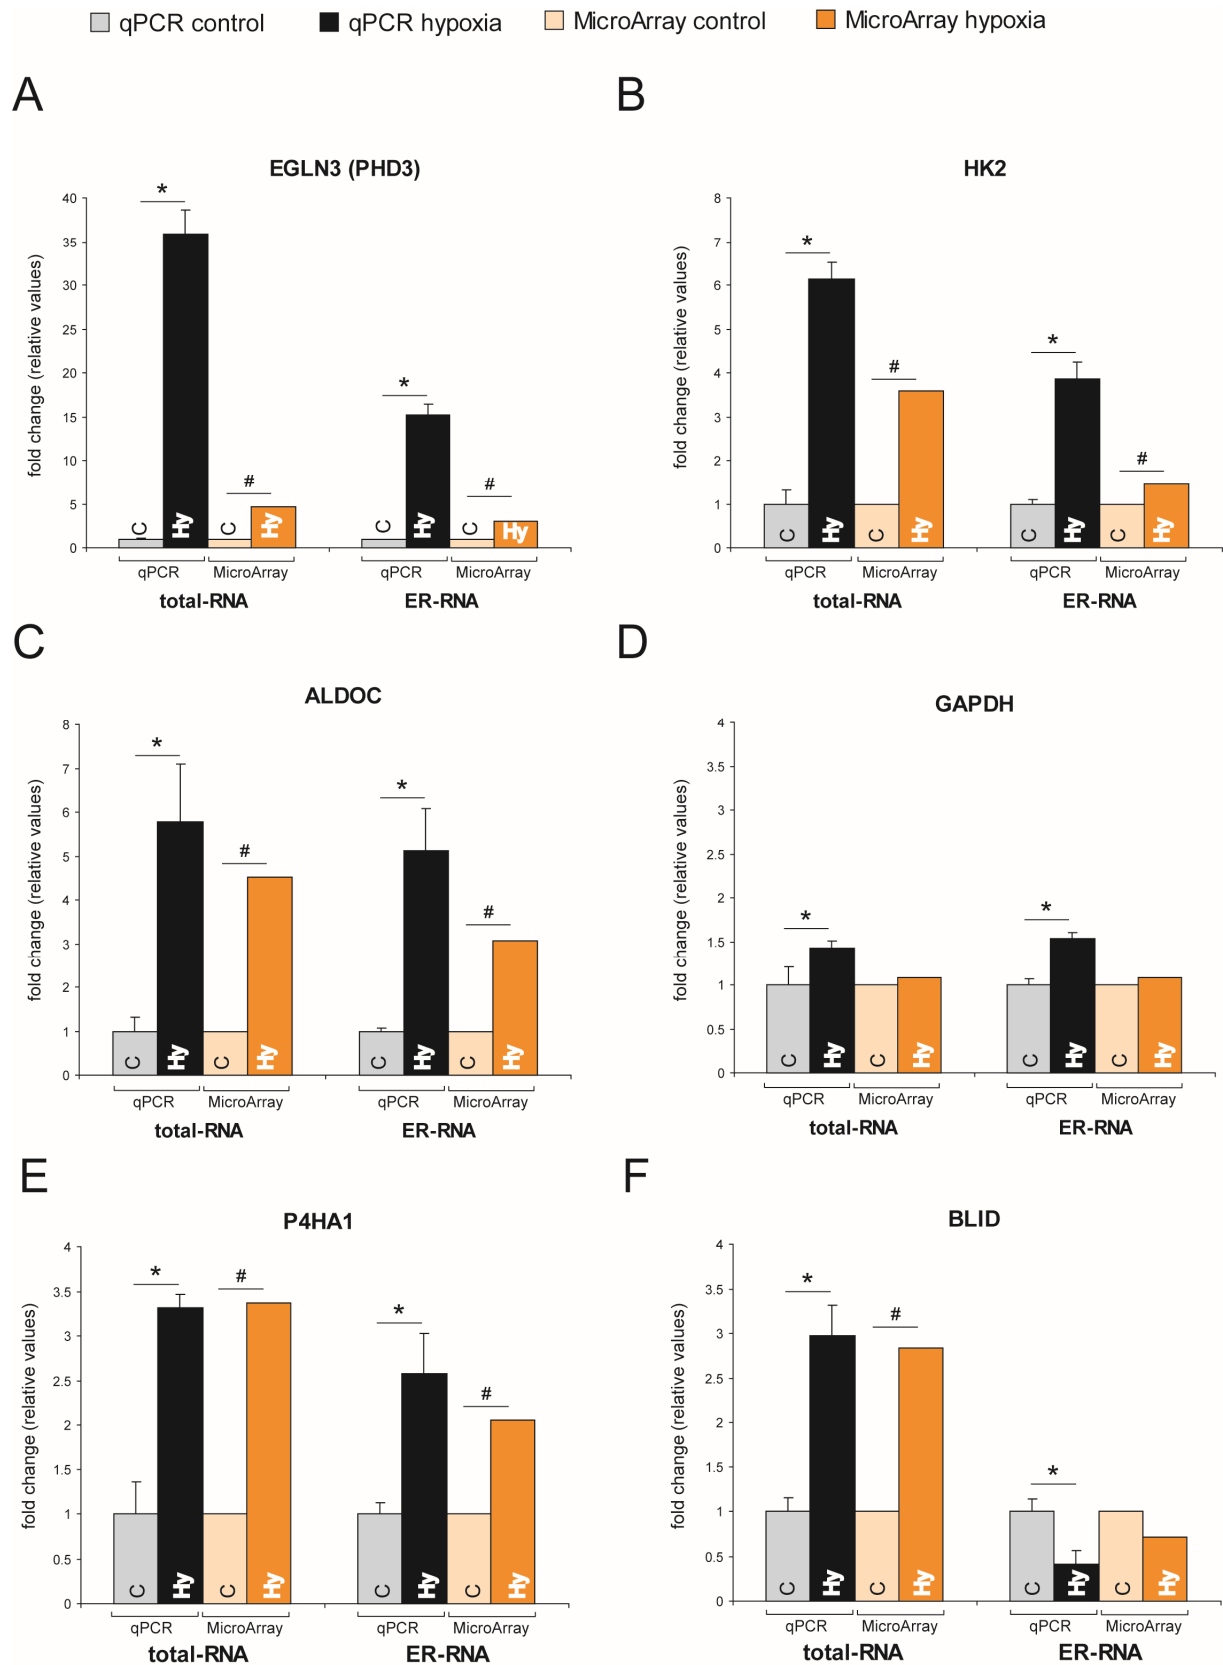 qPCR control qPCR hypoxia MicroArray control MicroArray hypoxia
A
EGLN3 (PHD3)
fold change (relative values)
40
35
30
25
20
15
10
5
0
* # * #
C Hy C Hy C Hy C Hy
qPCR MicroArray qPCR MicroArray
total-RNA ER-RNA
B
HK2
fold change (relative values)
8
7
6
5
4
3
2
1
0
* # * #
C Hy C Hy C Hy C Hy
qPCR MicroArray qPCR MicroArray
total-RNA ER-RNA
C
ALDOC
fold change (relative values)
8
7
6
5
4
3
2
1
0
* # * #
C Hy C Hy C Hy C Hy
qPCR MicroArray qPCR MicroArray
total-RNA ER-RNA
D
GAPDH
fold change (relative values)
4
3.5
3
2.5
2
1.5
1
0.5
0
* *
C Hy C Hy C Hy C Hy
qPCR MicroArray qPCR MicroArray
total-RNA ER-RNA
E
P4HA1
fold change (relative values)
4
3.5
3
2.5
2
1.5
1
0.5
0
* # * #
C Hy C Hy C Hy C Hy
qPCR MicroArray qPCR MicroArray
total-RNA ER-RNA
F
BLID
fold change (relative values)
4
3.5
3
2.5
2
1.5
1
0.5
0
* # *
C Hy C Hy C Hy C Hy
qPCR MicroArray qPCR MicroArray
total-RNA ER-RNA